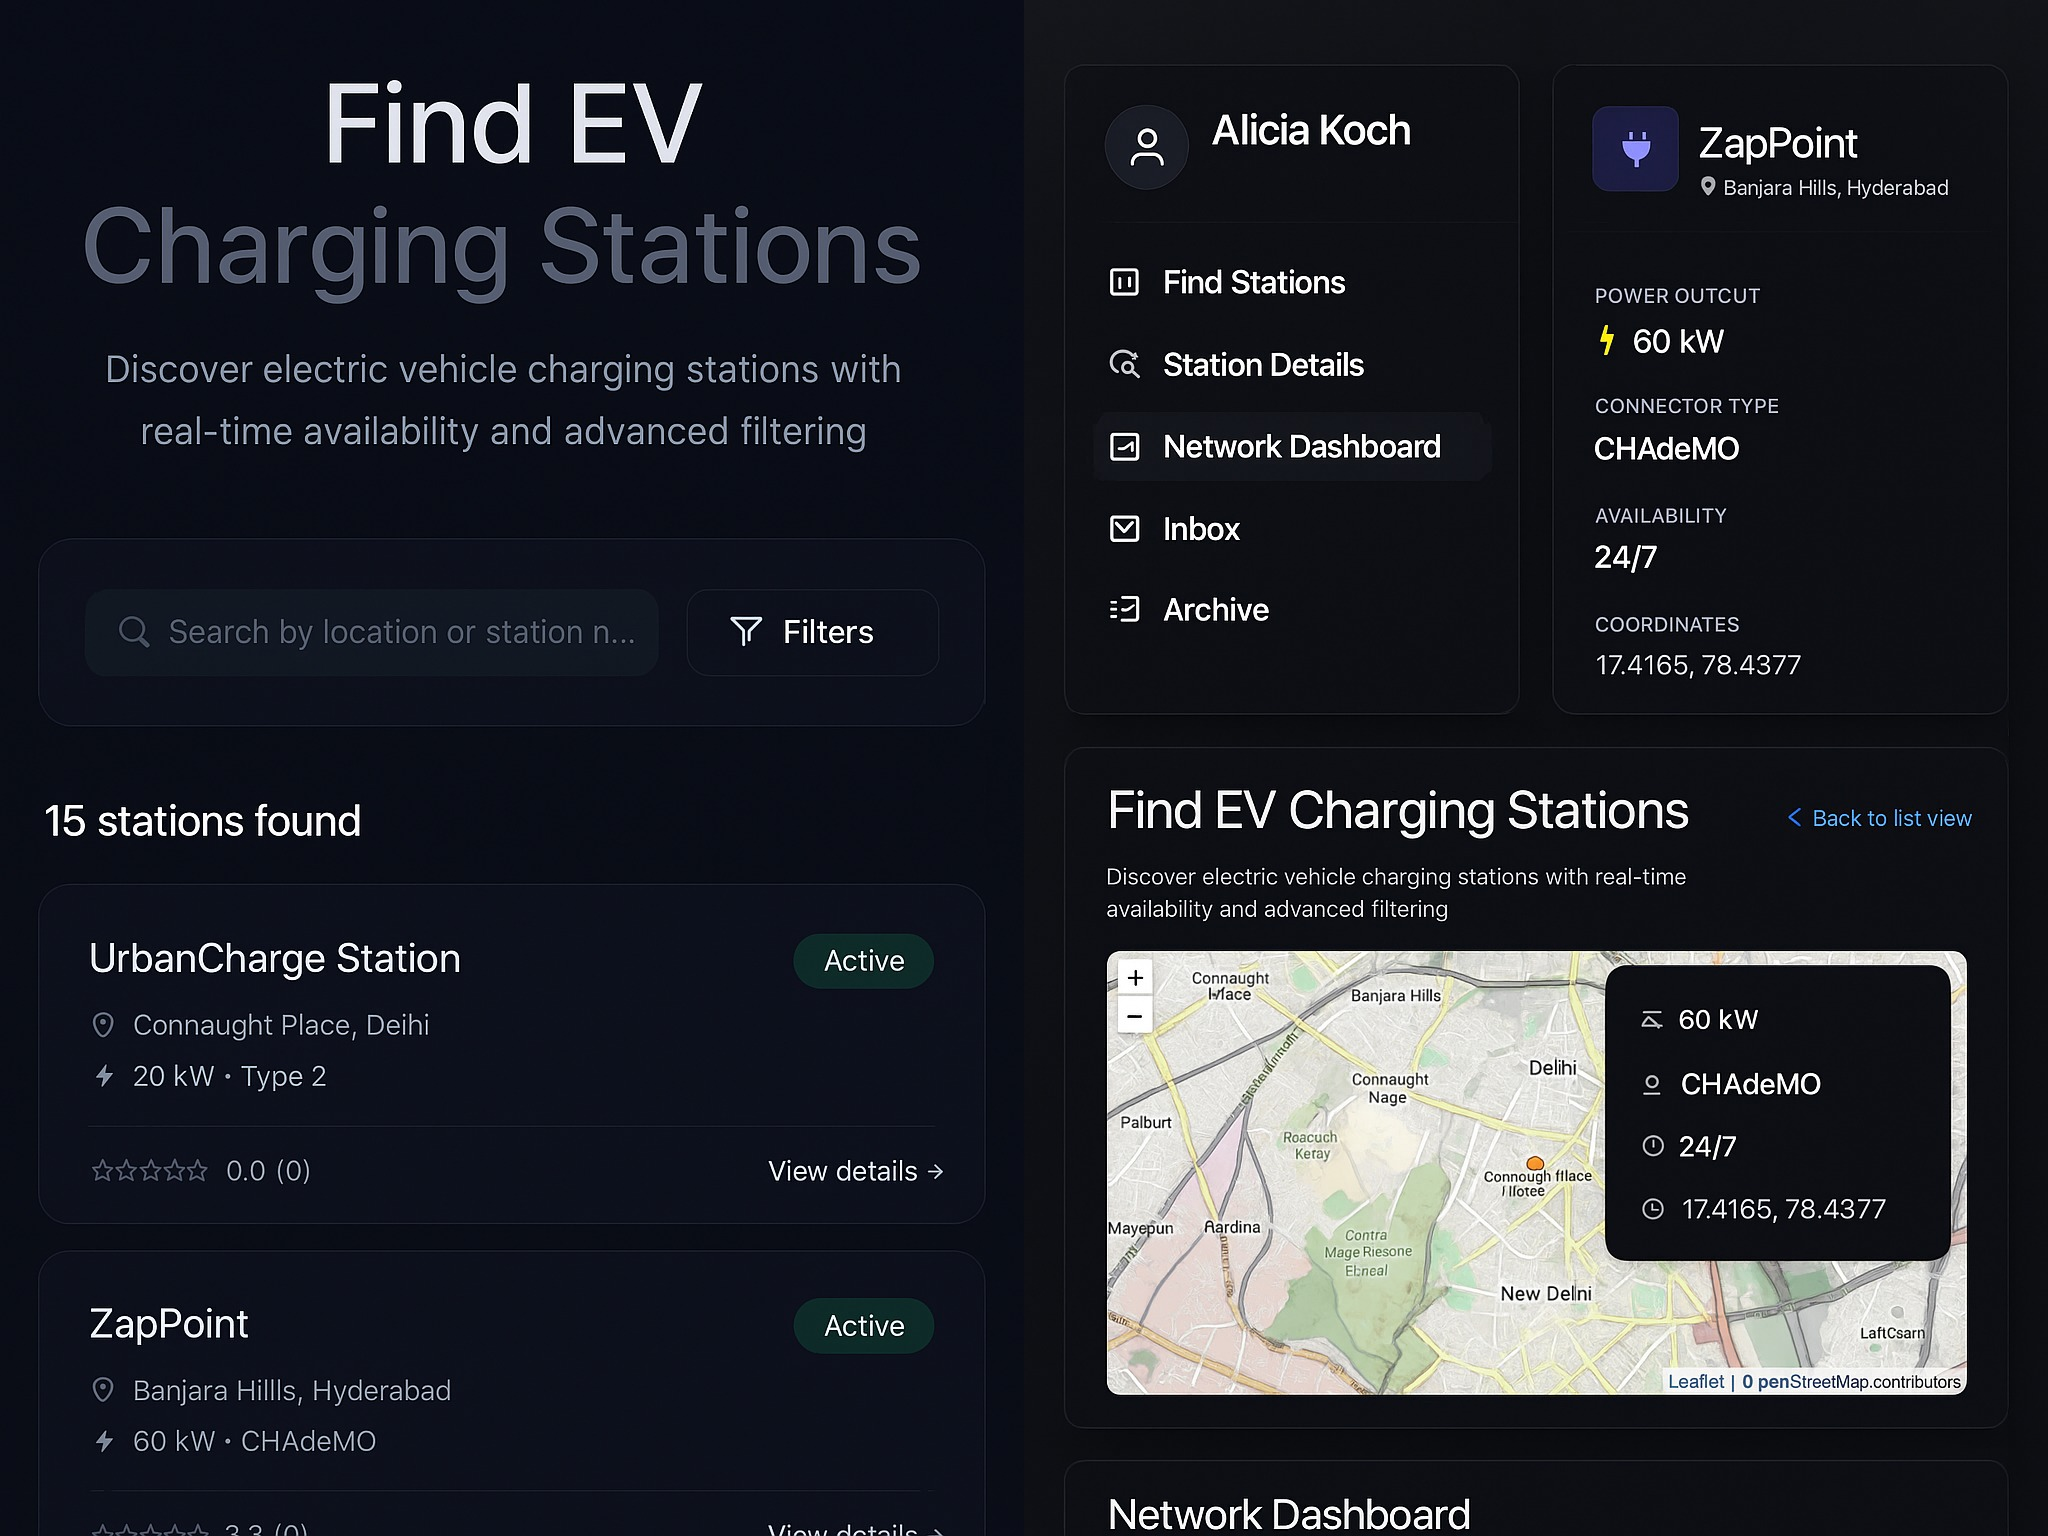 Find EV
Charging Stations
Discover electric vehicle charging stations with
real-time availability and advanced filtering
Search by location or station n...
Filters
15 stations found
UrbanCharge Station
Active
Connaught Place, Deihi
20 kW • Type 2
0.0 (0)
View details →
ZapPoint
Active
Banjara Hillls, Hyderabad
60 kW • CHAdeMO
3.3 (0)
View details →
Alicia Koch
Find Stations
Station Details
Network Dashboard
Inbox
Archive
ZapPoint
Banjara Hills, Hyderabad
POWER OUTCUT
60 kW
CONNECTOR TYPE
CHAdeMO
AVAILABILITY
24/7
COORDINATES
17.4165, 78.4377
Find EV Charging Stations
< Back to list view
Discover electric vehicle charging stations with real-time
availability and advanced filtering
+
−
Connaught
Banjara Hills
Delihi
Connaught
Nage
Palburt
Roacuch
Keray
Connough
Mayepun
Aardina
Contra
Mage Riesone
New Delni
LaftCsarn
60 kW
CHAdeMO
24/7
17.4165, 78.4377
Leaflet | 0 penStreetMap.contributors
Network Dashboard